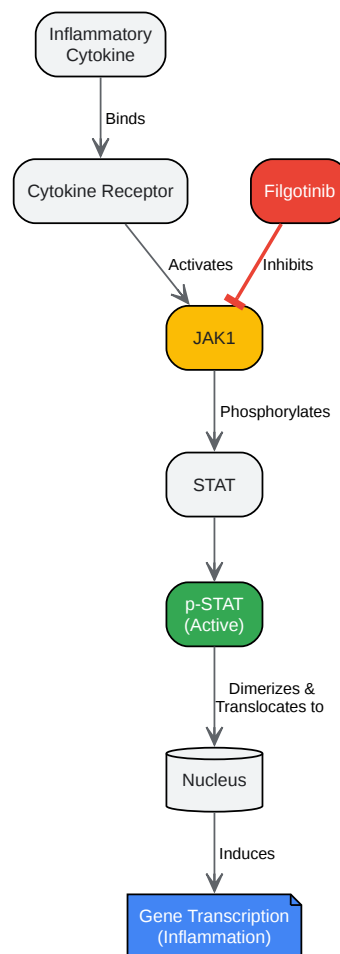 Inflammatory
Cytokine
Binds
Cytokine Receptor
Filgotinib
Activates
Inhibits
JAK1
Phosphorylates
STAT
p-STAT
(Active)
Dimerizes &
Translocates to
Nucleus
Induces
Gene Transcription
(Inflammation)